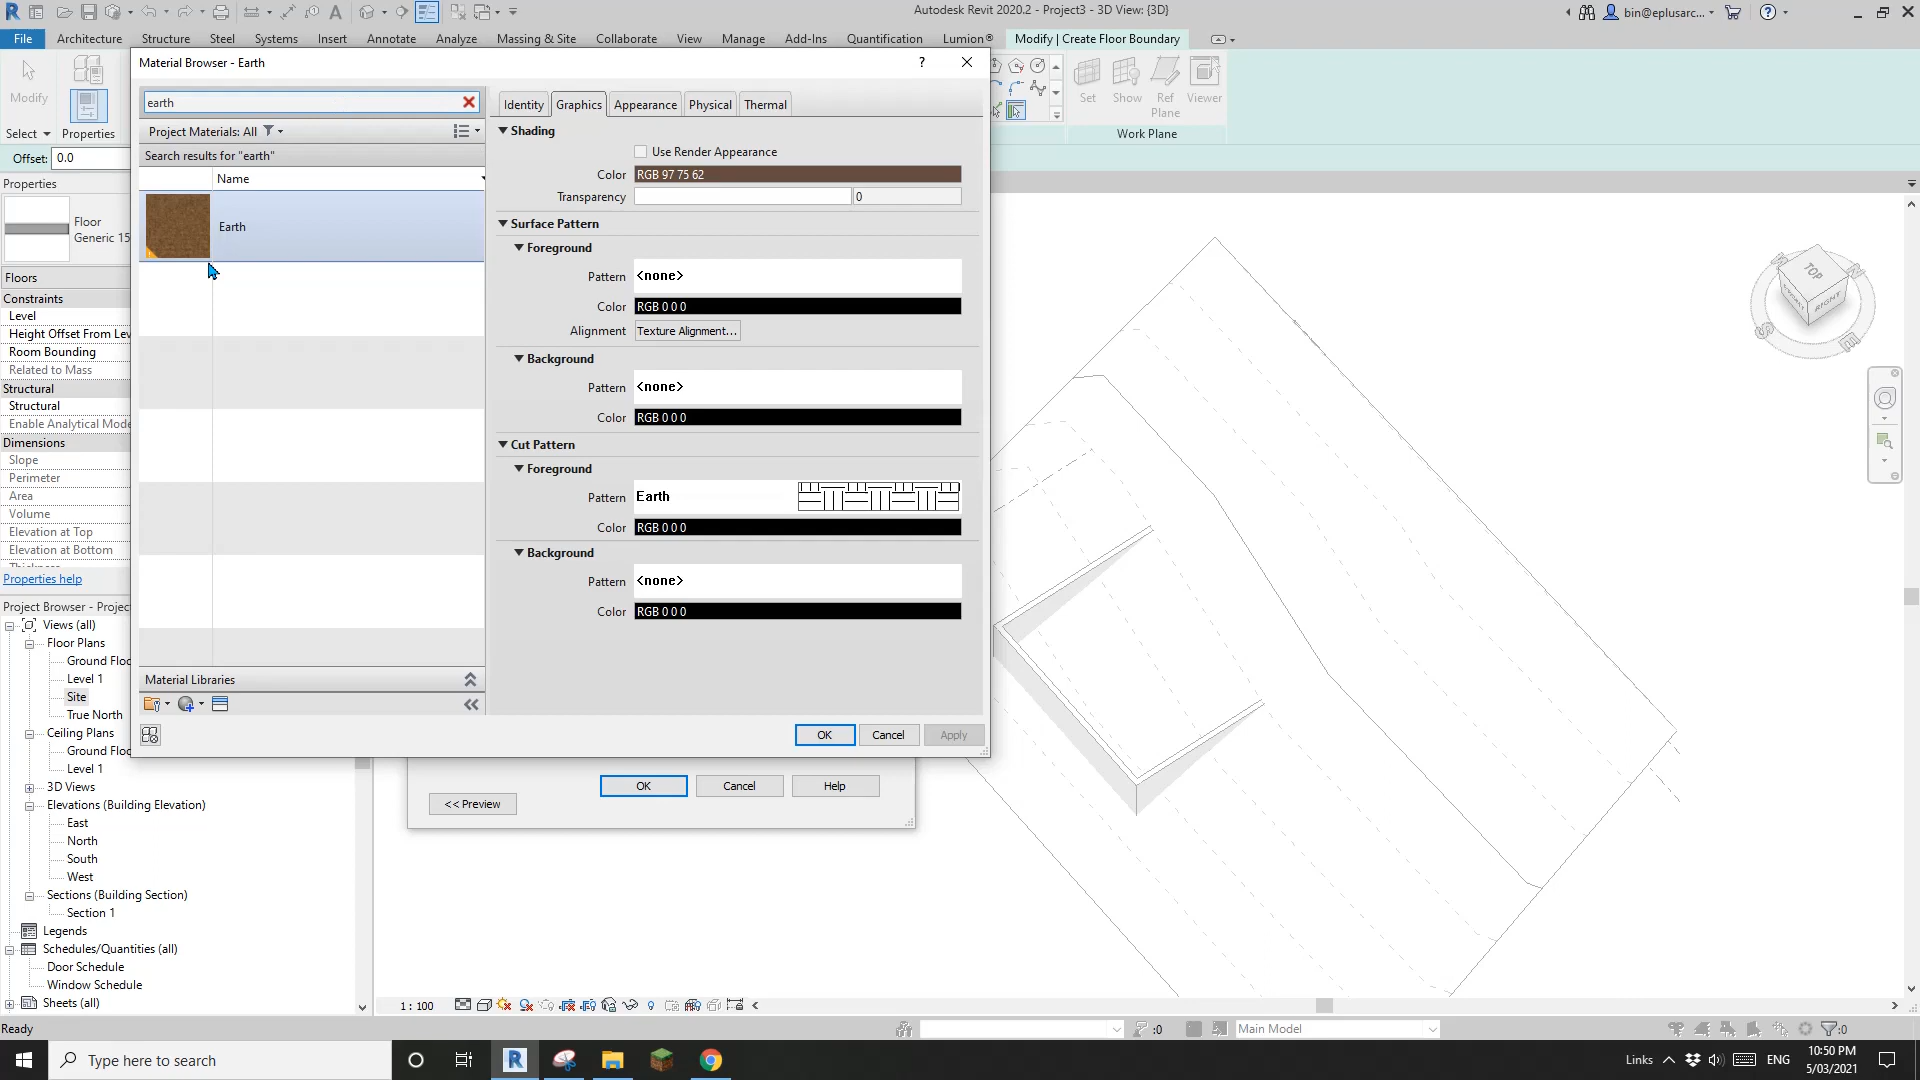 Autodesk Revit 2020.2 - Project3 - 3D View: {3D}
bin@eplusarc...
File Architecture Structure Steel Systems Insert Annotate Analyze Massing & Site Collaborate View Manage Add-Ins Quantification Lumion® Modify | Create Floor Boundary
Modify
Select
Properties
Set Show Ref Plane Viewer
Work Plane
Offset: 0.0
Material Browser - Earth
?
earth
Project Materials: All
Search results for "earth"
Name
Earth
Material Libraries
Identity Graphics Appearance Physical Thermal
Shading
Use Render Appearance
Color RGB 97 75 62
Transparency 0
Surface Pattern
Foreground
Pattern <none>
Color RGB 0 0 0
Alignment Texture Alignment...
Background
Pattern <none>
Color RGB 0 0 0
Cut Pattern
Foreground
Pattern Earth
Color RGB 0 0 0
Background
Pattern <none>
Color RGB 0 0 0
OK Cancel Apply
OK Cancel Help
<< Preview
Properties
Floor
Generic 15
Floors
Constraints
Level
Height Offset From Lev
Room Bounding
Related to Mass
Structural
Structural
Enable Analytical Mode
Dimensions
Slope
Perimeter
Area
Volume
Elevation at Top
Elevation at Bottom
Properties help
Project Browser - Projec
Views (all)
Floor Plans
Ground Floo
Level 1
Site
True North
Ceiling Plans
Ground Floo
Level 1
3D Views
Elevations (Building Elevation)
East
North
South
West
Sections (Building Section)
Section 1
Legends
Schedules/Quantities (all)
Door Schedule
Window Schedule
Sheets (all)
TOP
RIGHT
N
S
E
1 : 100
Ready
:0
Main Model
:0
Type here to search
Links
ENG
10:50 PM
5/03/2021